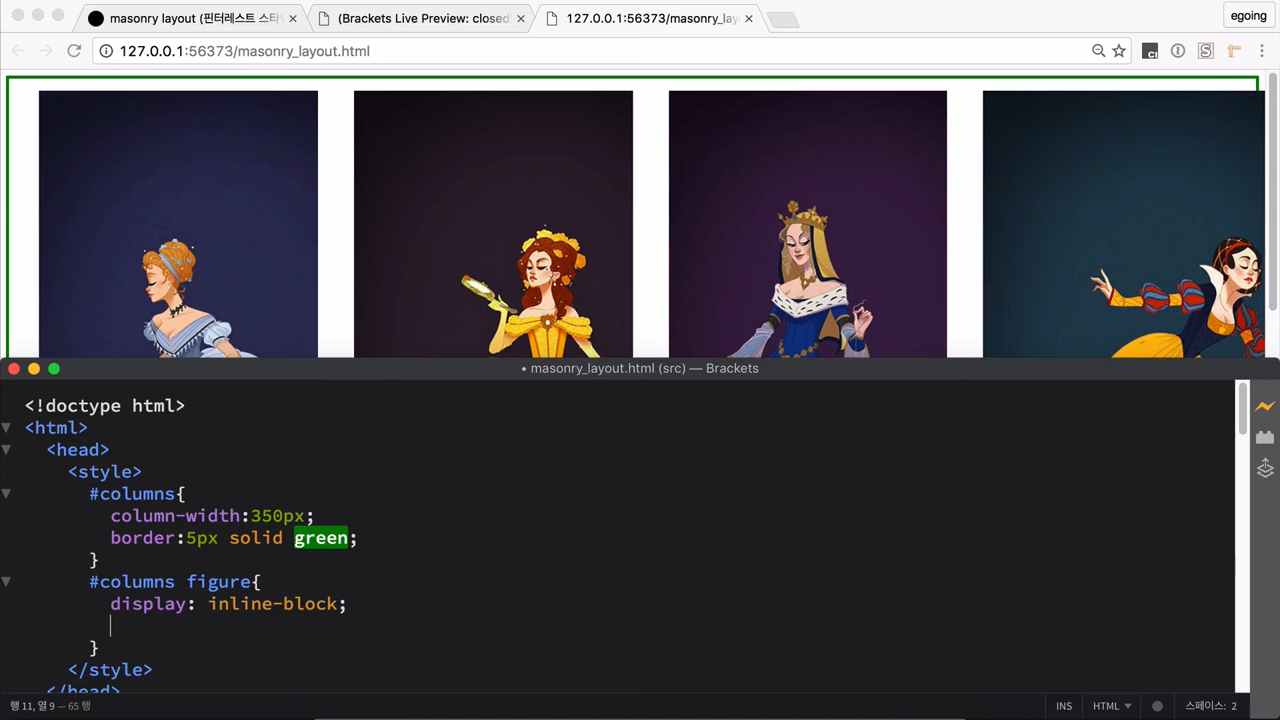 masonry layout (핀터레스트 스타일
(Brackets Live Preview: closed
127.0.0.1:56373/masonry_lay
egoing
127.0.0.1:56373/masonry_layout.html
• masonry_layout.html (src) — Brackets
<!doctype html>
<html>
<head>
<style>
#columns{
column-width:350px;
border:5px solid green;
}
#columns figure{
display: inline-block;
}
</style>
</head>
행 11, 열 9 — 65 행
INS
HTML
스페이스: 2